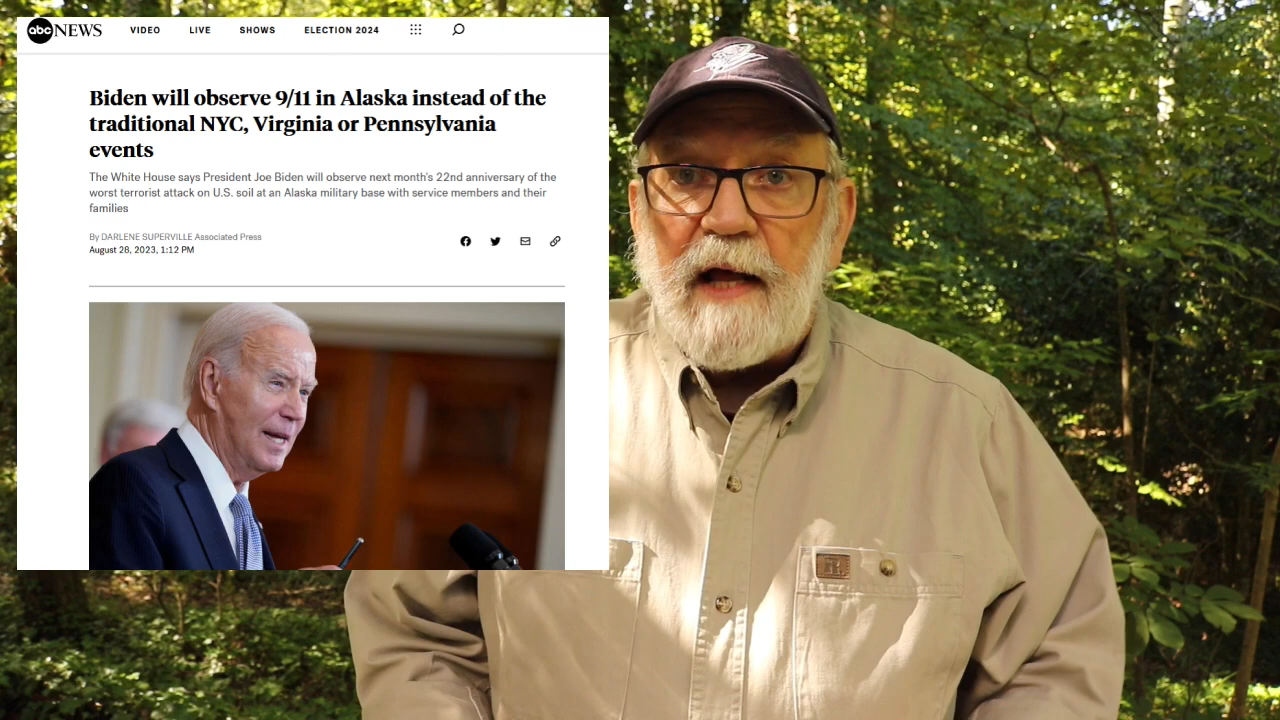 abc NEWS VIDEO LIVE SHOWS ELECTION 2024
Biden will observe 9/11 in Alaska instead of the
traditional NYC, Virginia or Pennsylvania
events
The White House says President Joe Biden will observe next month's 22nd anniversary of the
worst terrorist attack on U.S. soil at an Alaska military base with service members and their
families
By DARLENE SUPERVILLE Associated Press
August 28, 2023, 1:12 PM